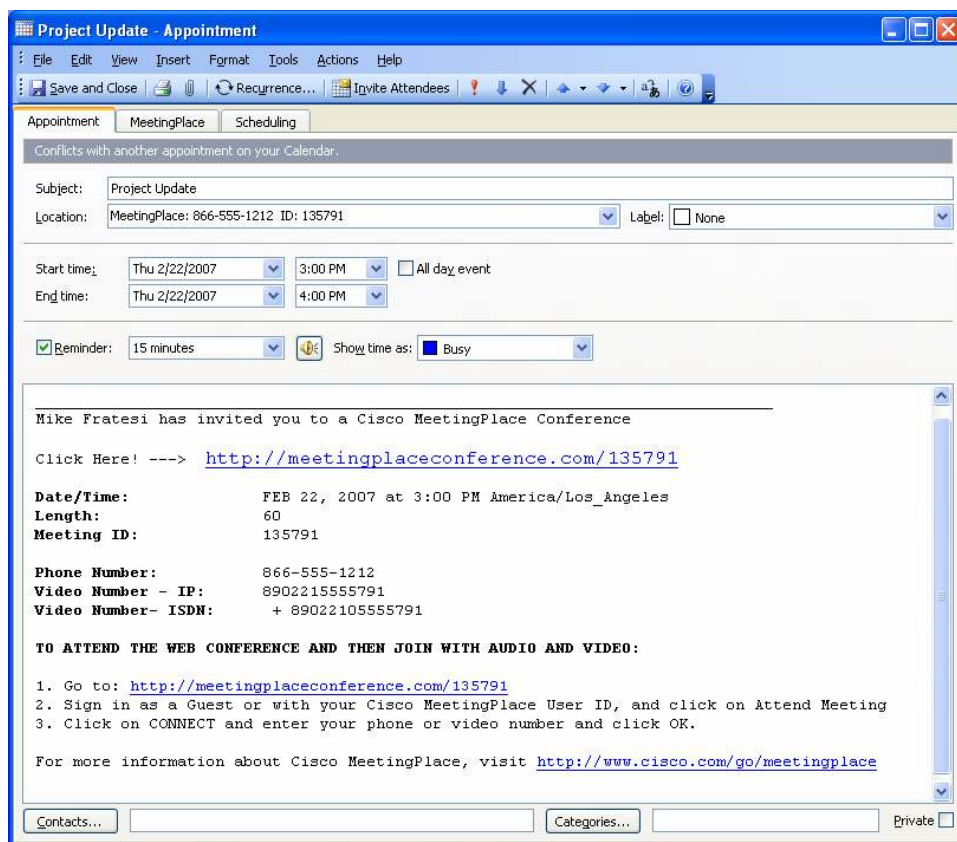 Project Update - Appointment
File Edit View Insert Format Tools Actions Help
Save and Close Recurrence... Invite Attendees
Appointment MeetingPlace Scheduling
Conflicts with another appointment on your Calendar.
Subject: Project Update
Location: MeetingPlace: 866-555-1212 ID: 135791 Label: None
Start time: Thu 2/22/2007 3:00 PM All day event
End time: Thu 2/22/2007 4:00 PM
Reminder: 15 minutes Show time as: Busy
Mike Fratesi has invited you to a Cisco MeetingPlace Conference
Click Here! ---> http://meetingplaceconference.com/135791
Date/Time: FEB 22, 2007 at 3:00 PM America/Los_Angeles
Length: 60
Meeting ID: 135791
Phone Number: 866-555-1212
Video Number - IP: 8902215555791
Video Number- ISDN: + 89022105555791
TO ATTEND THE WEB CONFERENCE AND THEN JOIN WITH AUDIO AND VIDEO:
1. Go to: http://meetingplaceconference.com/135791
2. Sign in as a Guest or with your Cisco MeetingPlace User ID, and click on Attend Meeting
3. Click on CONNECT and enter your phone or video number and click OK.
For more information about Cisco MeetingPlace, visit http://www.cisco.com/go/meetingplace
Contacts... Categories... Private